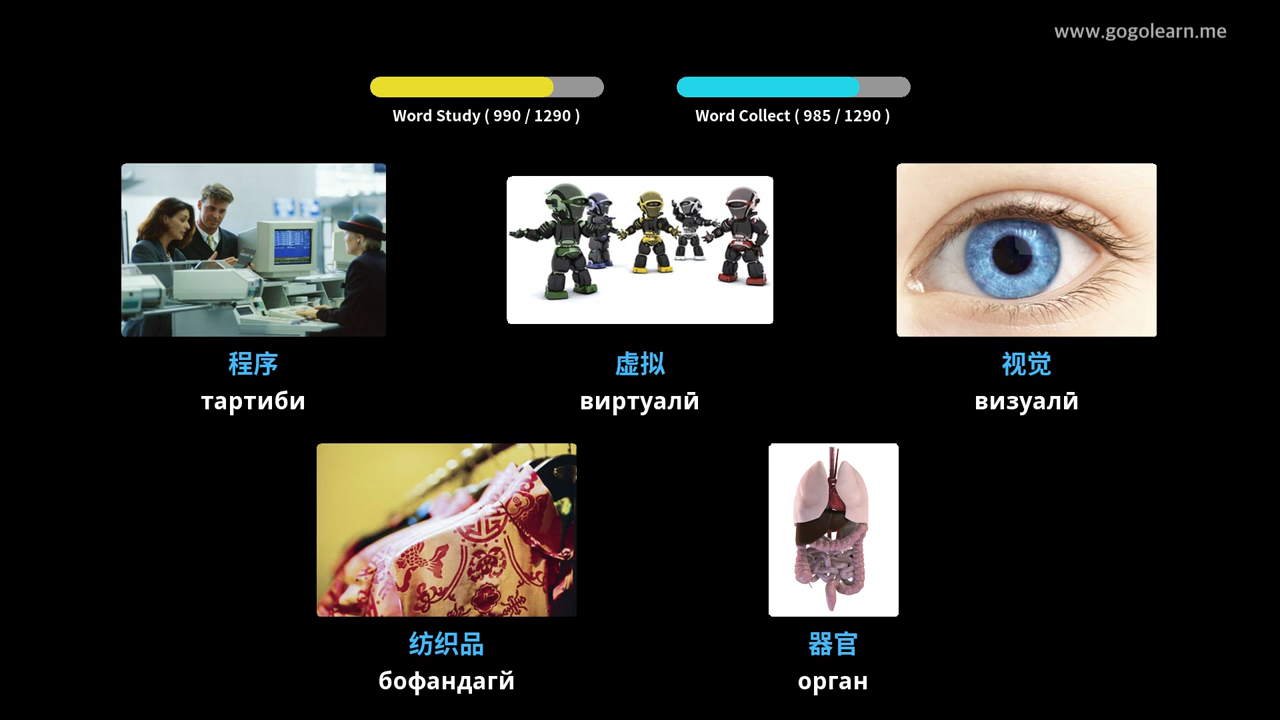 www.gogolearn.me
Word Study ( 990 / 1290 )
Word Collect ( 985 / 1290 )
程序
тартиби
虚拟
виртуалӣ
视觉
визуалӣ
纺织品
бофандагӣ
器官
орган